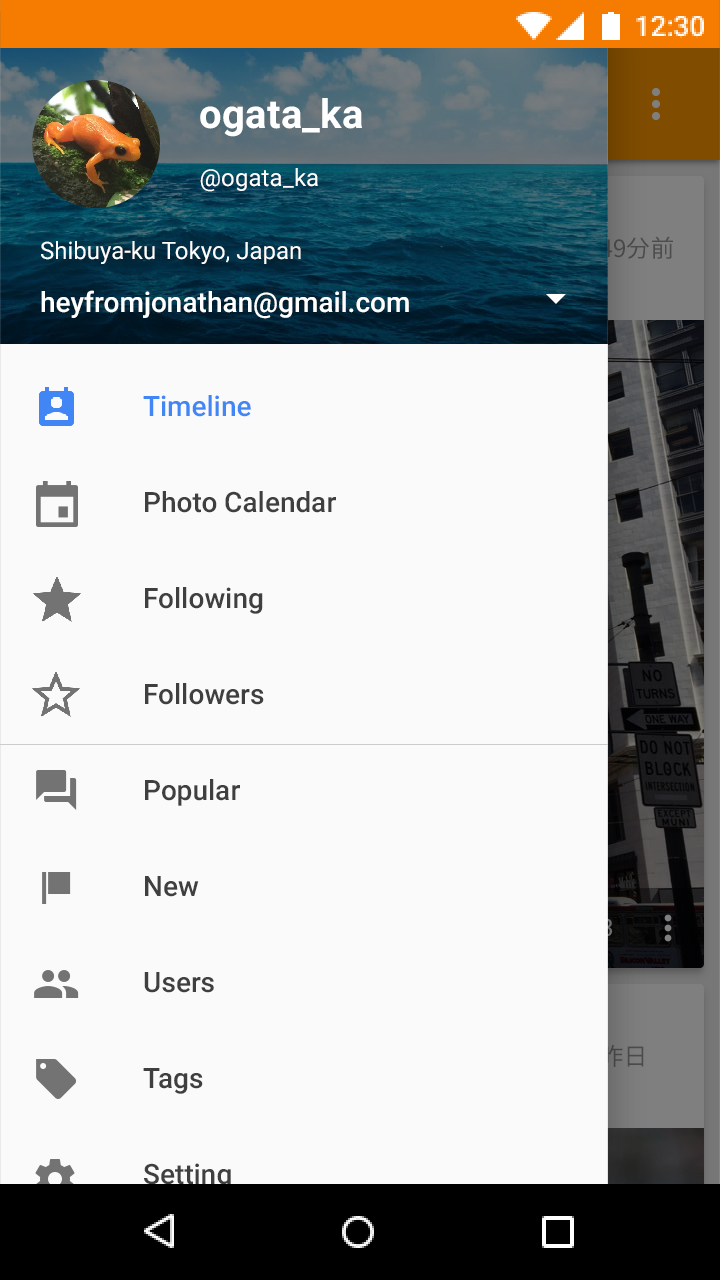 12:30
ogata_ka
@ogata_ka
Shibuya-ku Tokyo, Japan
heyfromjonathan@gmail.com
49分前
Timeline
Photo Calendar
Following
Followers
NO
TURNS
ONE WAY
DO NOT
BLOCK
INTERSECTION
EXCEPT
MUNI
Popular
New
Users
Tags
昨日
Setting